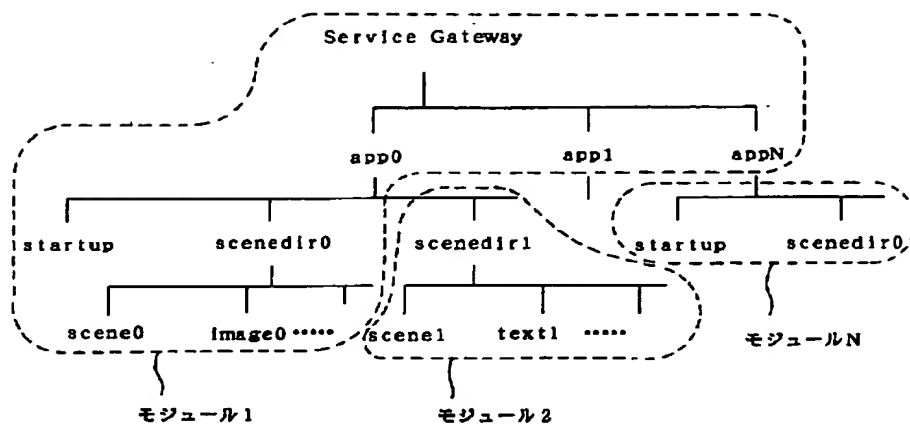 Service Gateway
app0 app1 appN
startup scenedir0 scenedir1 startup scenedir0
scene0 image0 ····· scene1 text1 ·····
モジュールN
モジュール1 モジュール2